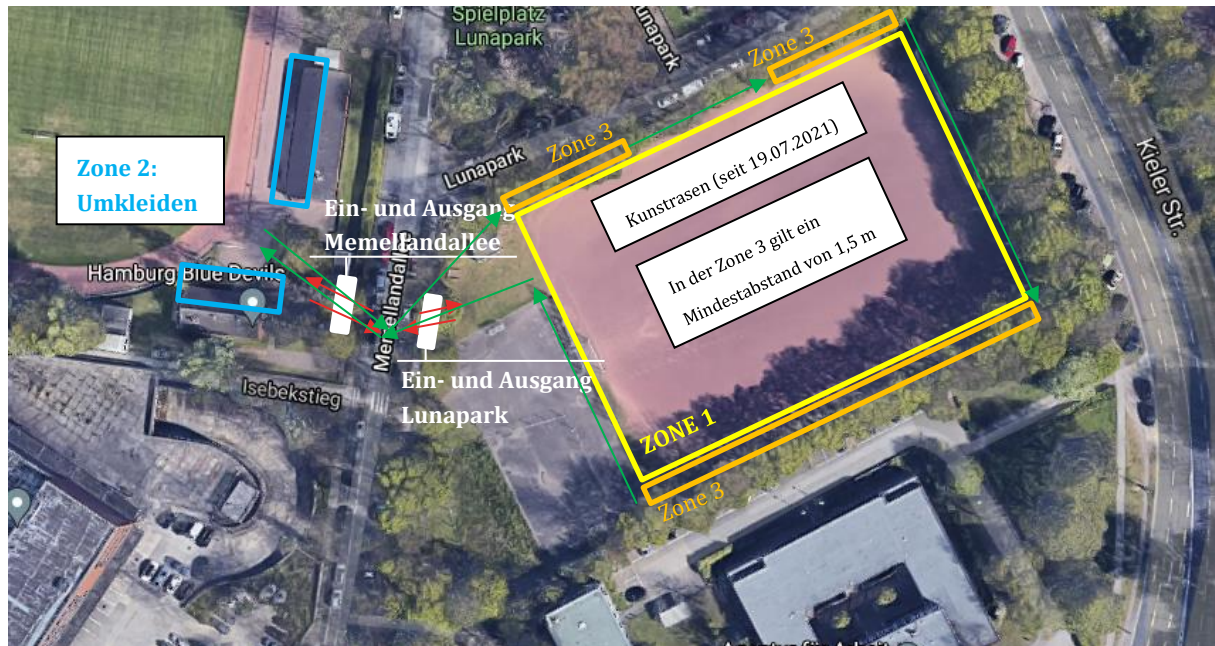 Spielplatz
Lunapark
Lunapark
Zone 3
Kunstrasen (seit 19.07.2021)
Zone 3
Lunapark
Kieler Str.
Zone 2:
Umkleiden
In der Zone 3 gilt ein
Mindestabstand von 1,5 m
Ein- und Ausgang
Memellandallee
Hamburg Blue Devils
Memellandallee
Ein- und Ausgang
Lunapark
Isebekstieg
ZONE 1
Zone 3